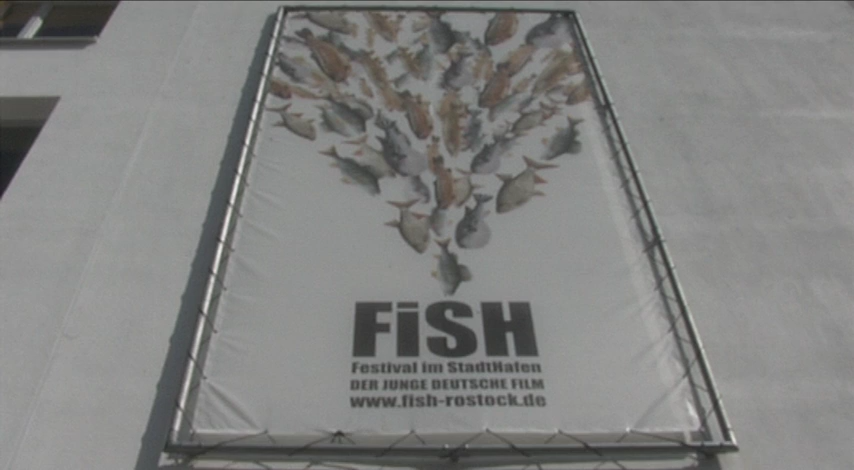 FiSH
Festival im StadtHafen
DER JUNGE DEUTSCHE FILM
www.fish-rostock.de